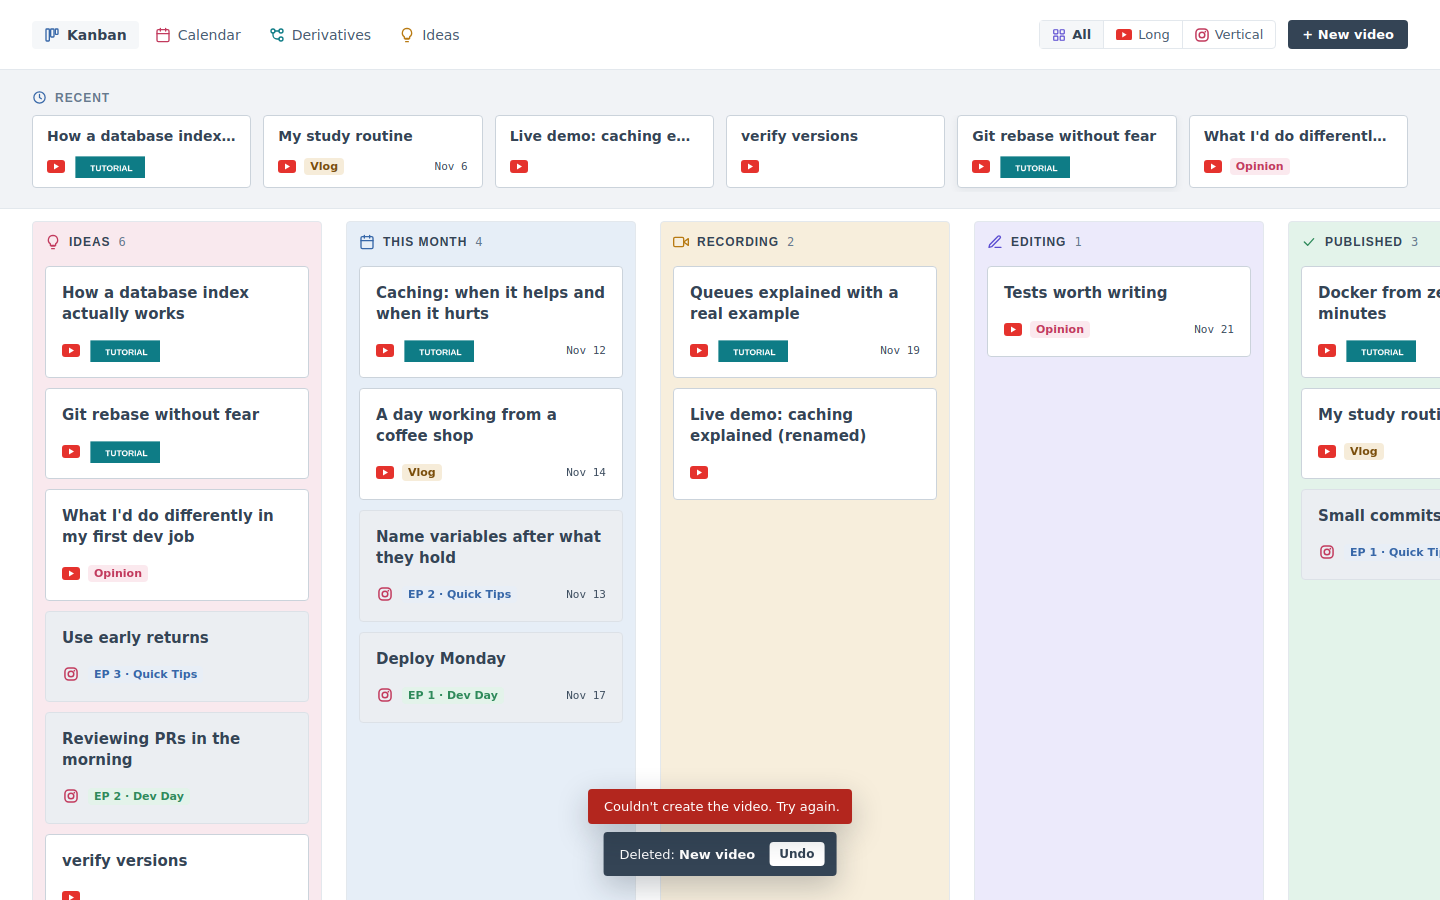 Kanban
Calendar
Derivatives
Ideas
All
Long
Vertical
+ New video
RECENT
How a database index…
TUTORIAL
My study routine
Vlog
Nov 6
Live demo: caching e…
verify versions
Git rebase without fear
TUTORIAL
What I'd do differentl…
Opinion
IDEAS 6
How a database index
actually works
TUTORIAL
Git rebase without fear
TUTORIAL
What I'd do differently in
my first dev job
Opinion
Use early returns
EP 3 · Quick Tips
Reviewing PRs in the
morning
EP 2 · Dev Day
verify versions
THIS MONTH 4
Caching: when it helps and
when it hurts
TUTORIAL
Nov 12
A day working from a
coffee shop
Vlog
Nov 14
Name variables after what
they hold
EP 2 · Quick Tips
Nov 13
Deploy Monday
EP 1 · Dev Day
Nov 17
RECORDING 2
Queues explained with a
real example
TUTORIAL
Nov 19
Live demo: caching
explained (renamed)
EDITING 1
Tests worth writing
Opinion
Nov 21
PUBLISHED 3
Docker from ze
minutes
TUTORIAL
My study routi
Vlog
Small commits
EP 1 · Quick Ti
Couldn't create the video. Try again.
Deleted: New video
Undo